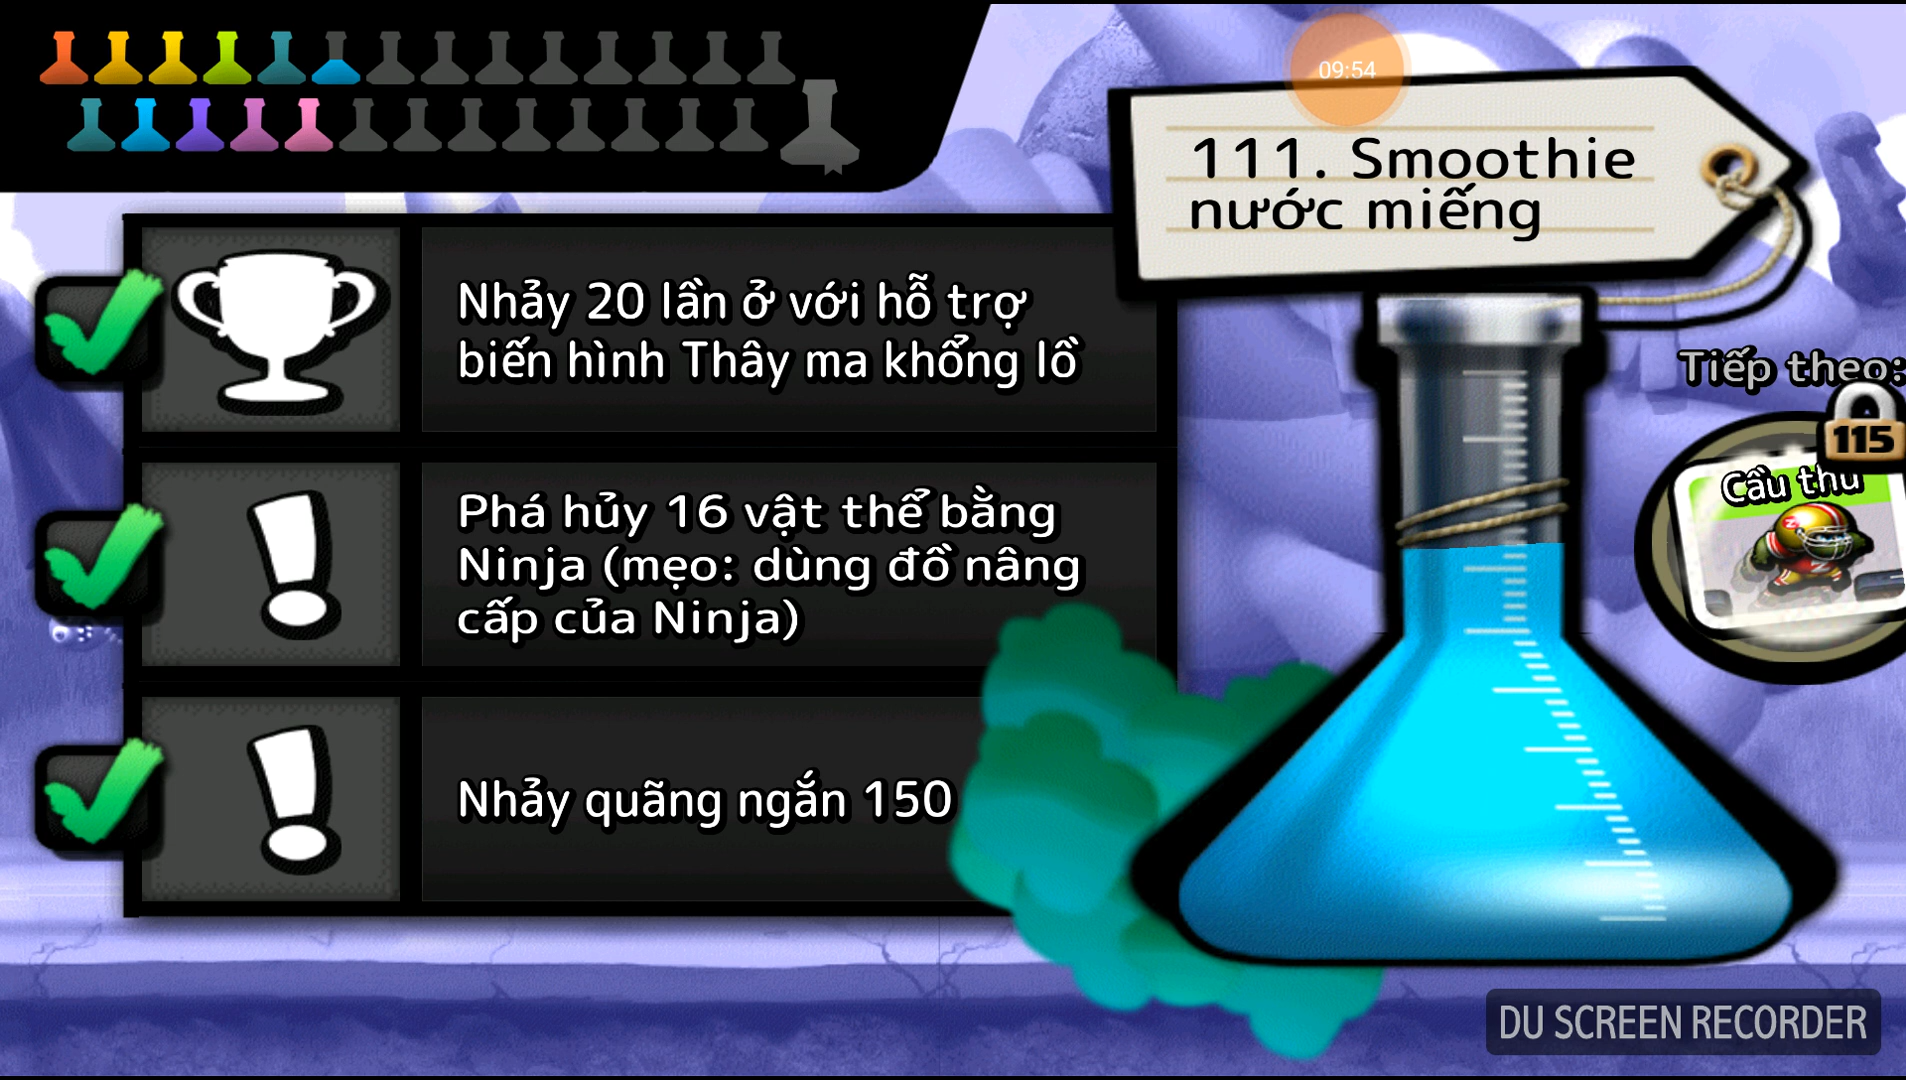 09:54
111. Smoothie
nước miếng
Nhảy 20 lần ở với hỗ trợ
biến hình Thây ma khổng lồ
Tiếp theo:
115
Cầu thủ
Phá hủy 16 vật thể bằng
Ninja (mẹo: dùng đồ nâng
cấp của Ninja)
Nhảy quãng ngắn 150
DU SCREEN RECORDER